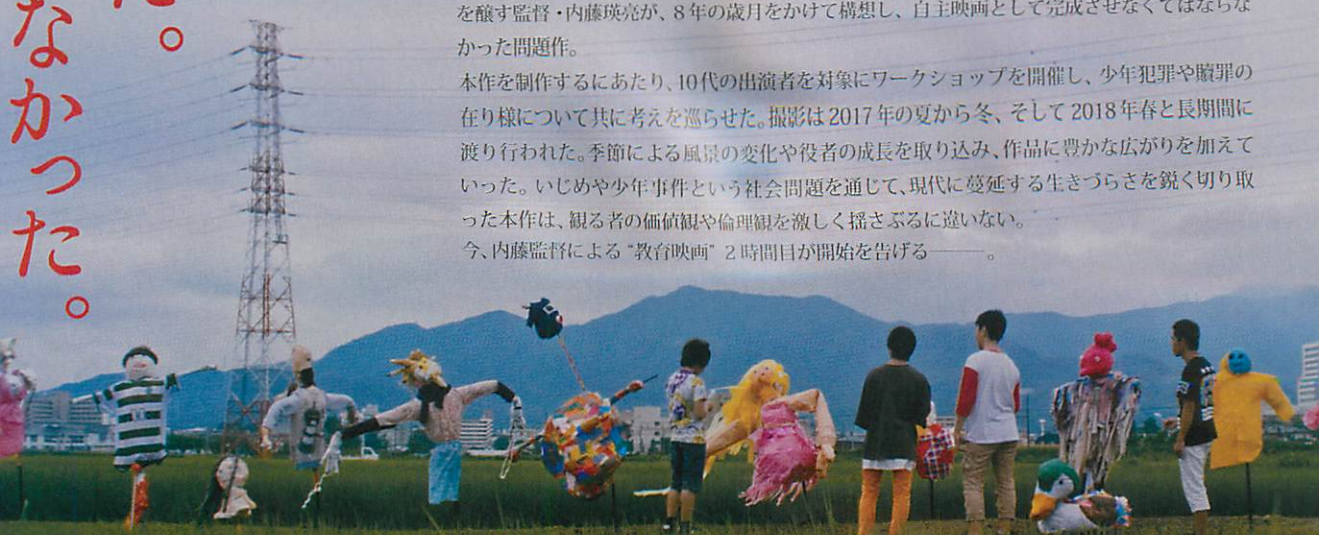 た。
なかった。
を醸す監督・内藤瑛亮が、8年の歳月をかけて構想し、自主映画として完成させなくてはならな
かった問題作。
本作を制作するにあたり、10代の出演者を対象にワークショップを開催し、少年犯罪や贖罪の
在り様について共に考えを巡らせた。撮影は2017年の夏から冬、そして2018年春と長期間に
渡り行われた。季節による風景の変化や役者の成長を取り込み、作品に豊かな広がりを加えて
いった。いじめや少年事件という社会問題を通じて、現代に蔓延する生きづらさを鋭く切り取
った本作は、観る者の価値観や倫理観を激しく揺さぶるに違いない。
今、内藤監督による“教育映画”2時間目が開始を告げる――。